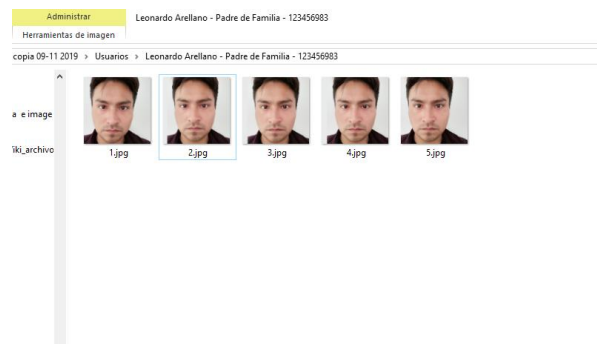 Administrar
Leonardo Arellano - Padre de Familia - 123456983
Herramientas de imagen
copia 09-11 2019 > Usuarios > Leonardo Arellano - Padre de Familia - 123456983
a e image
iki_archivo
1.jpg 2.jpg 3.jpg 4.jpg 5.jpg